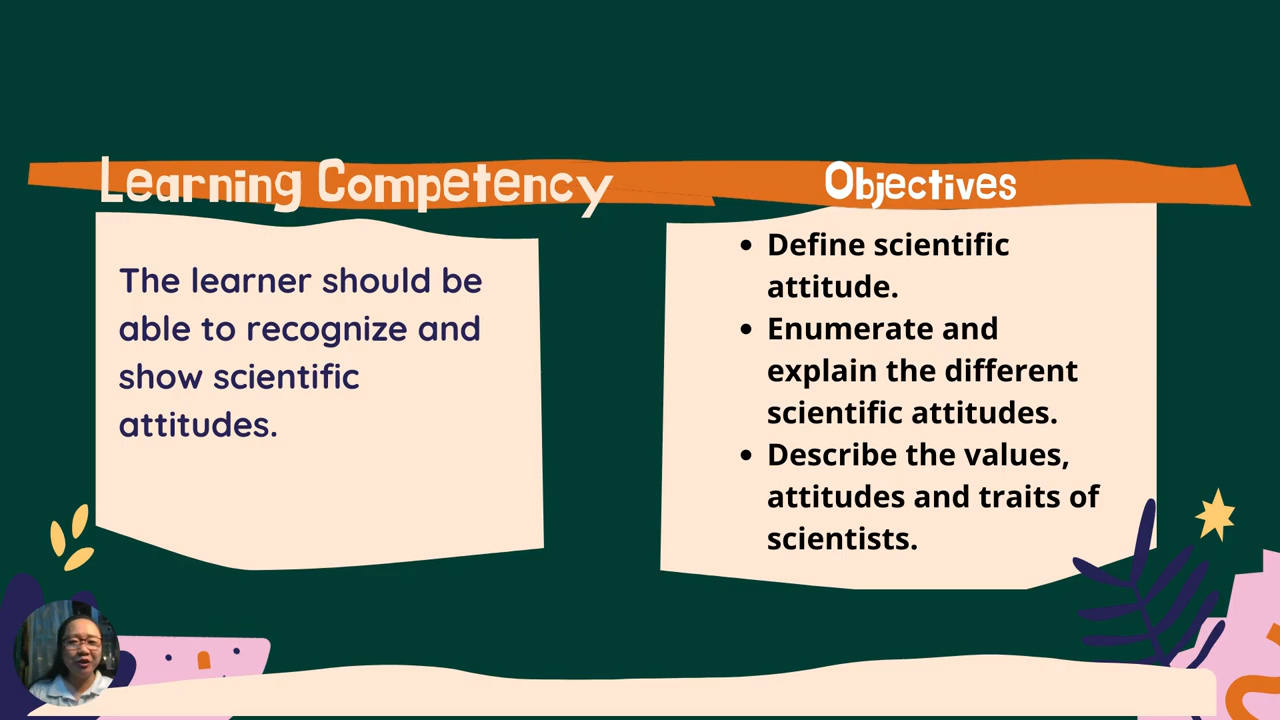 Learning Competency
The learner should be
able to recognize and
show scientific
attitudes.
Objectives
• Define scientific
attitude.
• Enumerate and
explain the different
scientific attitudes.
• Describe the values,
attitudes and traits of
scientists.